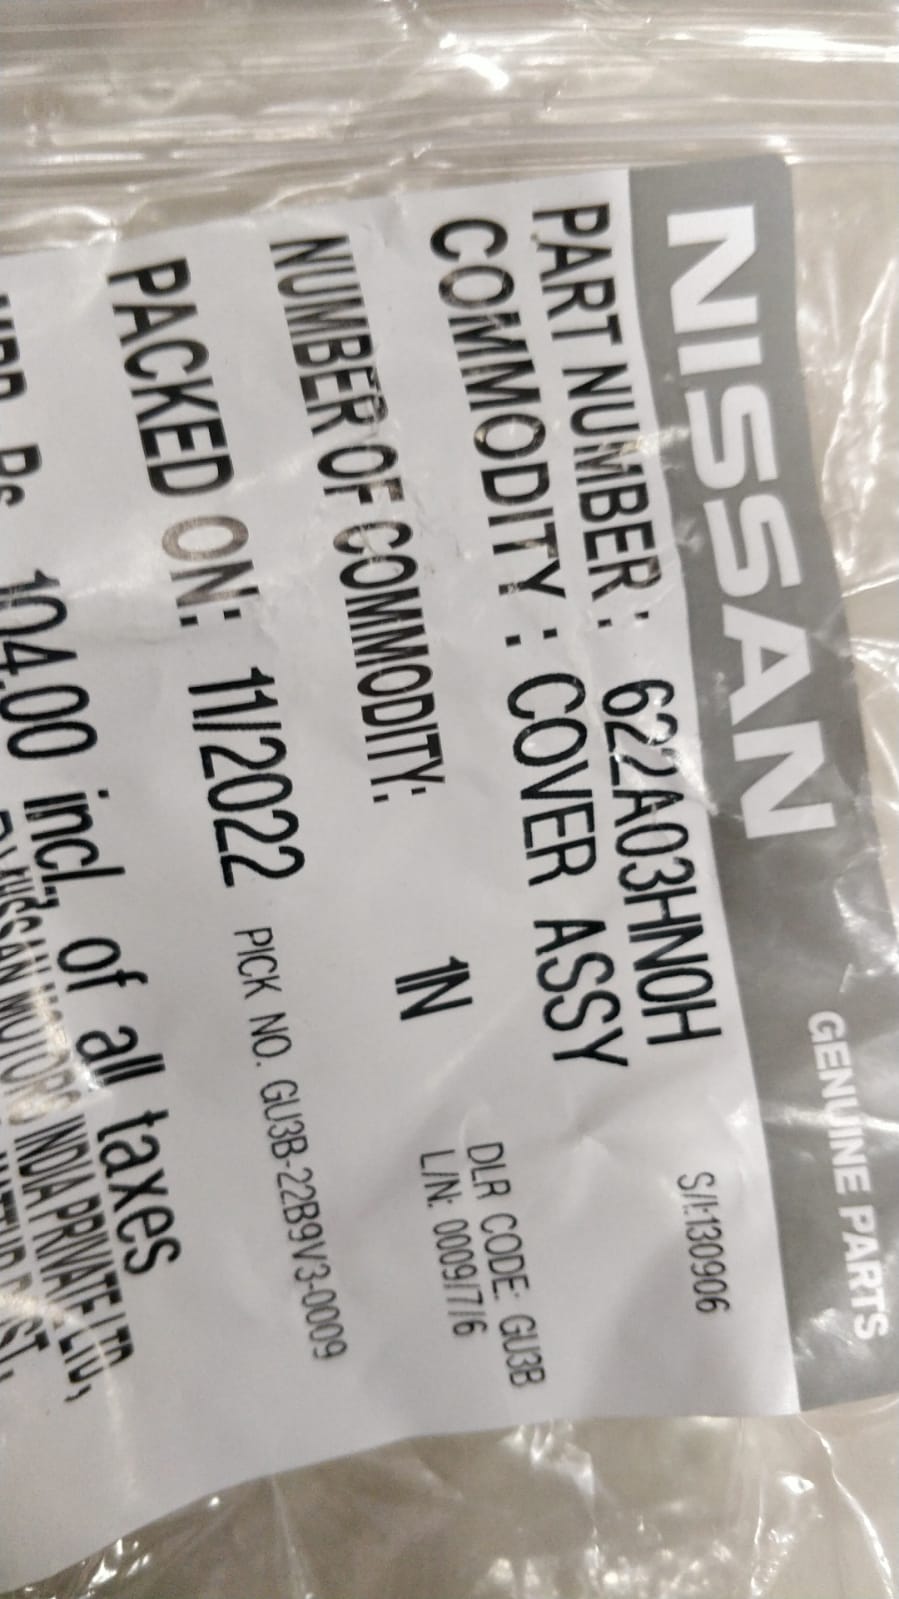 NISSAN GENUINE PARTS
PART NUMBER : 622A03HN0H S/I:130906
COMMODITY : COVER ASSY
DLR CODE: GU3B
NUMBER OF COMMODITY: 1N L/N: 0009/7/6
PACKED ON: 11/2022 PICK NO. GU3B-22B9V3-0009
Rs 104.00 incl. of all taxes
NISSAN MOTORS INDIA PRIVATE LTD,